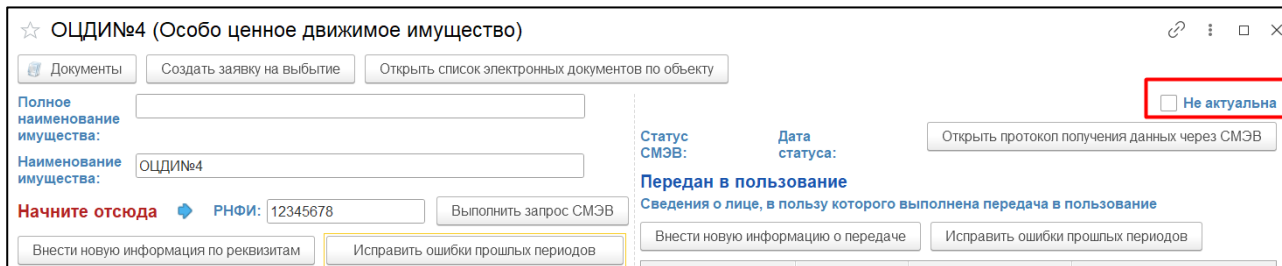 ОЦДИ№4 (Особо ценное движимое имущество)
Документы
Создать заявку на выбытие
Открыть список электронных документов по объекту
Полное
наименование
имущества:
Наименование
имущества:
ОЦДИ№4
Начните отсюда
РНФИ:
12345678
Выполнить запрос СМЭВ
Внести новую информация по реквизитам
Исправить ошибки прошлых периодов
Не актуальна
Статус
СМЭВ:
Дата
статуса:
Открыть протокол получения данных через СМЭВ
Передан в пользование
Сведения о лице, в пользу которого выполнена передача в пользование
Внести новую информацию о передаче
Исправить ошибки прошлых периодов